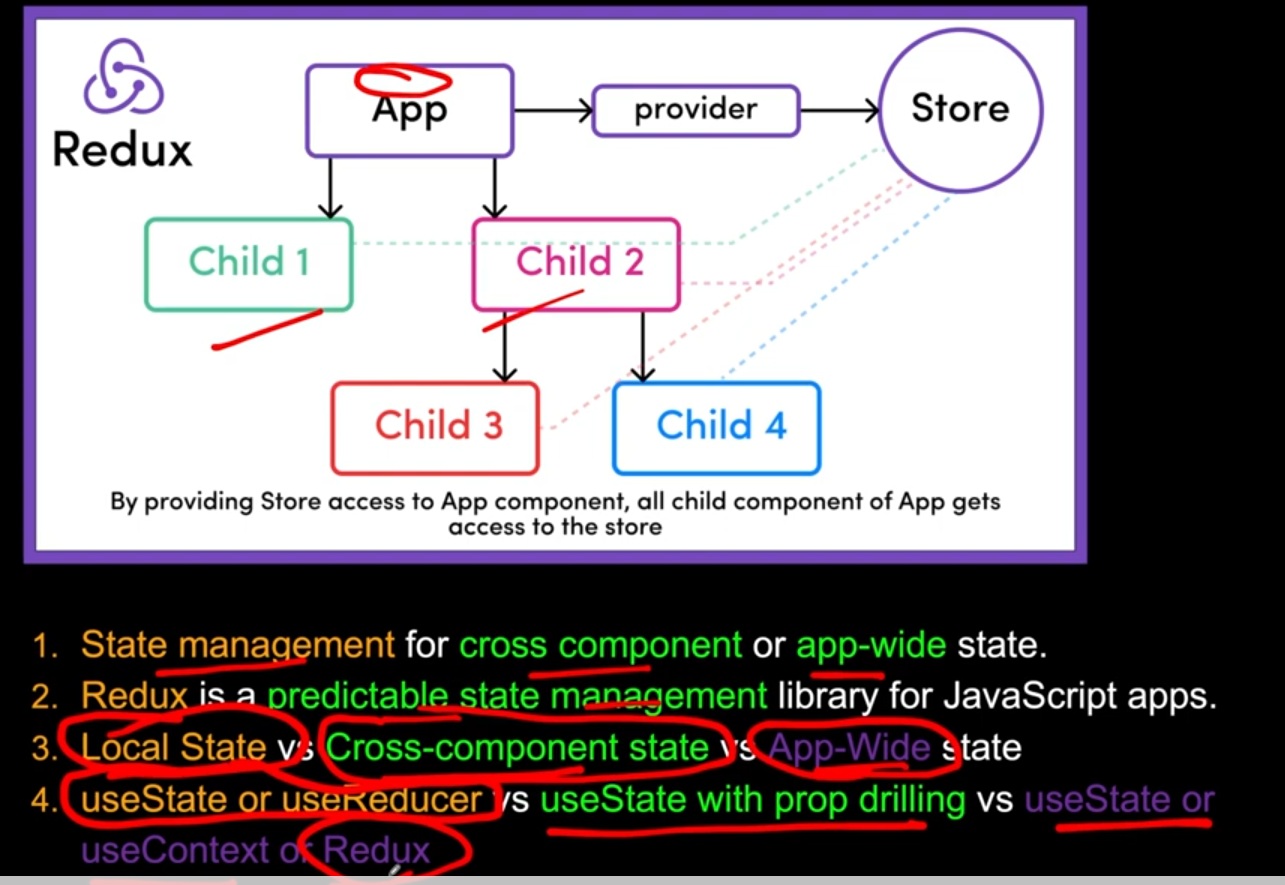 Redux
App
provider
Store
Child 1
Child 2
Child 3
Child 4
By providing Store access to App component, all child component of App gets
access to the store
1. State management for cross component or app-wide state.
2. Redux is a predictable state management library for JavaScript apps.
3. Local State vs Cross-component state vs App-Wide state
4. useState or useReducer vs useState with prop drilling vs useState or
useContext or Redux